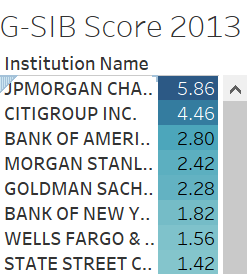 G-SIB Score 2013
Institution Name
JPMORGAN CHA.. 5.86
CITIGROUP INC. 4.46
BANK OF AMERI.. 2.80
MORGAN STANL.. 2.42
GOLDMAN SACH.. 2.28
BANK OF NEW Y.. 1.82
WELLS FARGO & .. 1.56
STATE STREET C.. 1.42